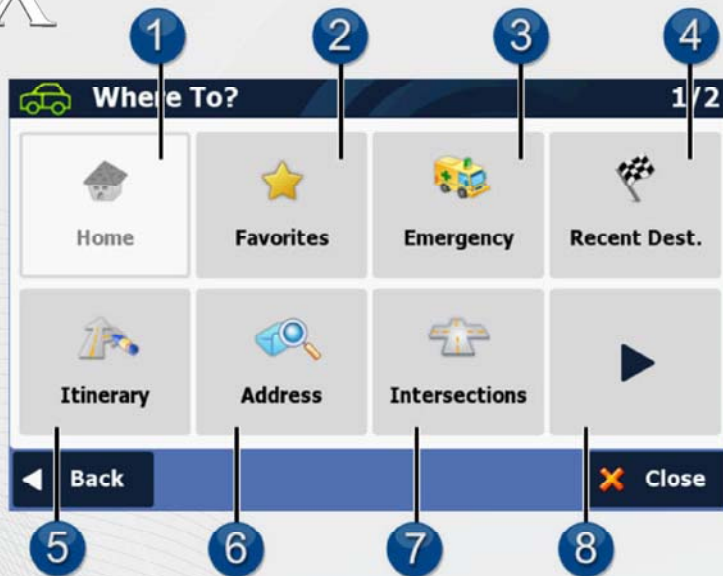 X
1 2 3 4
Where To? 1/2
Home Favorites Emergency Recent Dest.
Itinerary Address Intersections
Back Close
5 6 7 8